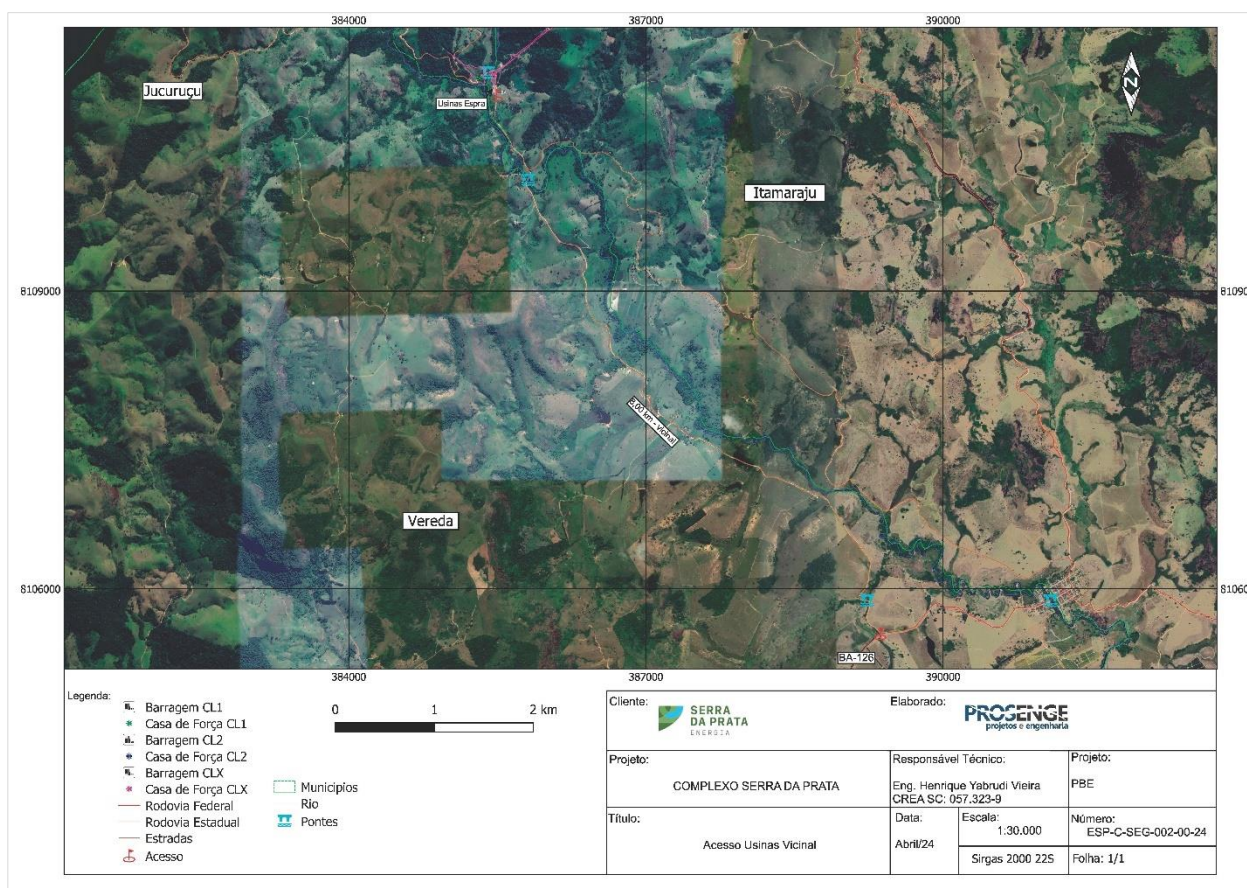 384000
387000
390000
Jucuruçu
Usinas Espra
Itamaraju
8109000
8109000
8,00 km - vicinal
Vereda
8106000
8106000
BA-126
384000
387000
390000
Legenda:
Barragem CL1
Casa de Força CL1
Barragem CL2
Casa de Força CL2
Barragem CLX
Casa de Força CLX
Rodovia Federal
Rodovia Estadual
Estradas
Acesso
Municípios
Rio
Pontes
0 1 2 km
Cliente:
SERRA
DA PRATA
ENERGIA
Elaborado:
PROSENGE
projetos e engenharia
Projeto:
COMPLEXO SERRA DA PRATA
Responsável Técnico:
Eng. Henrique Yabrudi Vieira
CREA SC: 057.323-9
Projeto:
PBE
Título:
Acesso Usinas Vicinal
Data:
Abril/24
Escala:
1:30.000
Sirgas 2000 22S
Número:
ESP-C-SEG-002-00-24
Folha: 1/1
N